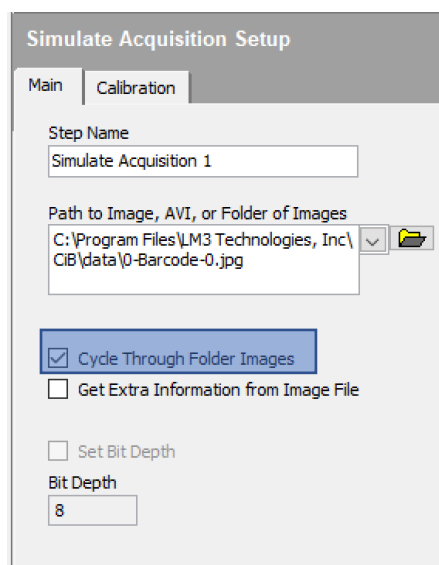 Simulate Acquisition Setup
Main
Calibration
Step Name
Simulate Acquisition 1
Path to Image, AVI, or Folder of Images
C:\Program Files\LM3 Technologies, Inc\
CiB\data\0-Barcode-0.jpg
Cycle Through Folder Images
Get Extra Information from Image File
Set Bit Depth
Bit Depth
8